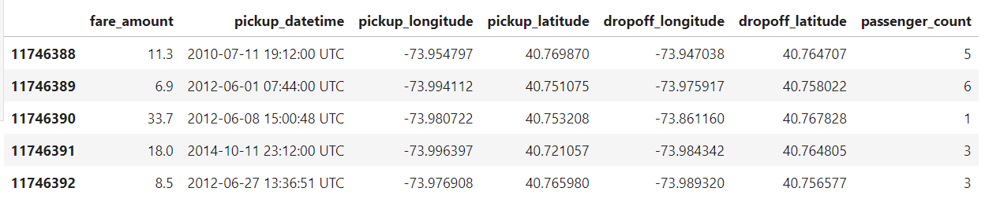 fare_amount pickup_datetime pickup_longitude pickup_latitude dropoff_longitude dropoff_latitude passenger_count
11746388 11.3 2010-07-11 19:12:00 UTC -73.954797 40.769870 -73.947038 40.764707 5
11746389 6.9 2012-06-01 07:44:00 UTC -73.994112 40.751075 -73.975917 40.758022 6
11746390 33.7 2012-06-08 15:00:48 UTC -73.980722 40.753208 -73.861160 40.767828 1
11746391 18.0 2014-10-11 23:12:00 UTC -73.996397 40.721057 -73.984342 40.764805 3
11746392 8.5 2012-06-27 13:36:51 UTC -73.976908 40.765980 -73.989320 40.756577 3